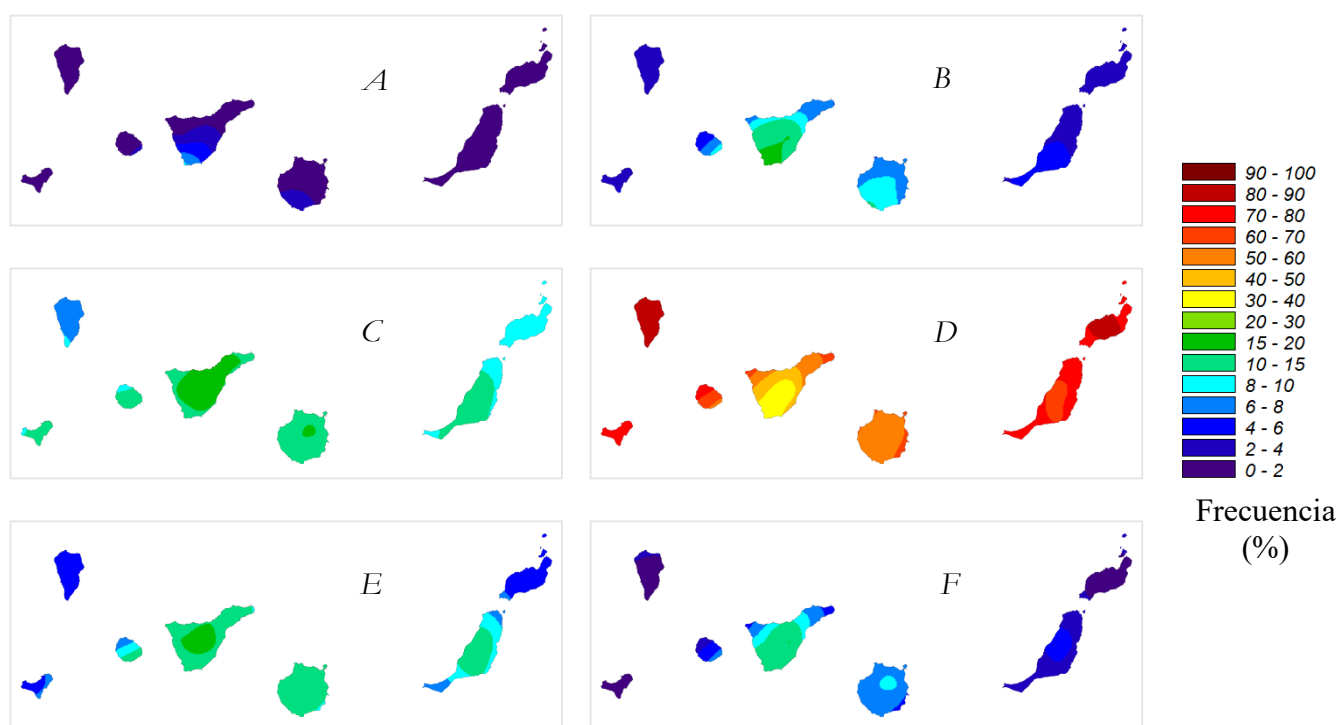 A
B
C
D
E
F
90 - 100
80 - 90
70 - 80
60 - 70
50 - 60
40 - 50
30 - 40
20 - 30
15 - 20
10 - 15
8 - 10
6 - 8
4 - 6
2 - 4
0 - 2
Frecuencia
(%)